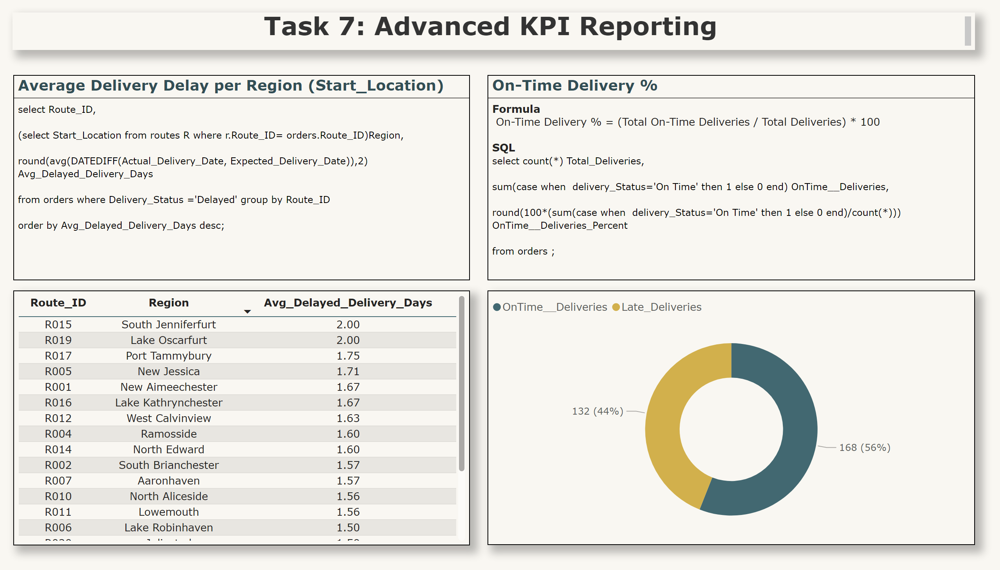 Task 7: Advanced KPI Reporting
Average Delivery Delay per Region (Start_Location)
select Route_ID,
(select Start_Location from routes R where r.Route_ID= orders.Route_ID)Region,
round(avg(DATEDIFF(Actual_Delivery_Date, Expected_Delivery_Date)),2)
Avg_Delayed_Delivery_Days
from orders where Delivery_Status ='Delayed' group by Route_ID
order by Avg_Delayed_Delivery_Days desc;
On-Time Delivery %
Formula
On-Time Delivery % = (Total On-Time Deliveries / Total Deliveries) * 100
SQL
select count(*) Total_Deliveries,
sum(case when  delivery_Status='On Time' then 1 else 0 end) OnTime__Deliveries,
round(100*(sum(case when  delivery_Status='On Time' then 1 else 0 end)/count(*)))
OnTime__Deliveries_Percent
from orders ;
Route_ID Region Avg_Delayed_Delivery_Days
R015 South Jenniferfurt 2.00
R019 Lake Oscarfurt 2.00
R017 Port Tammybury 1.75
R005 New Jessica 1.71
R001 New Aimeechester 1.67
R016 Lake Kathrynchester 1.67
R012 West Calvinview 1.63
R004 Ramosside 1.60
R014 North Edward 1.60
R002 South Brianchester 1.57
R007 Aaronhaven 1.57
R010 North Aliceside 1.56
R011 Lowemouth 1.56
R006 Lake Robinhaven 1.50
OnTime__Deliveries Late_Deliveries
132 (44%)
168 (56%)